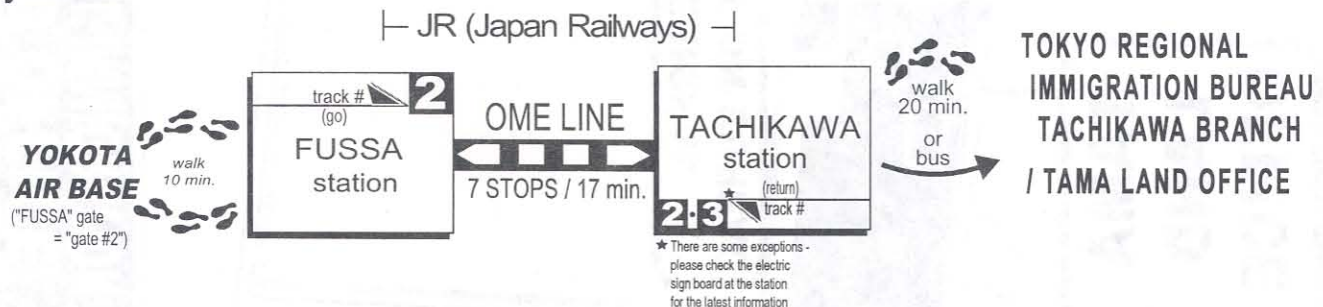 JR (Japan Railways)
YOKOTA
AIR BASE
("FUSSA" gate
= "gate #2")
walk
10 min.
track #
2
(go)
FUSSA
station
OME LINE
7 STOPS / 17 min.
TACHIKAWA
station
★
(return)
2・3
track #
★ There are some exceptions -
please check the electric
sign board at the station
for the latest information
walk
20 min.
or
bus
TOKYO REGIONAL
IMMIGRATION BUREAU
TACHIKAWA BRANCH
/ TAMA LAND OFFICE